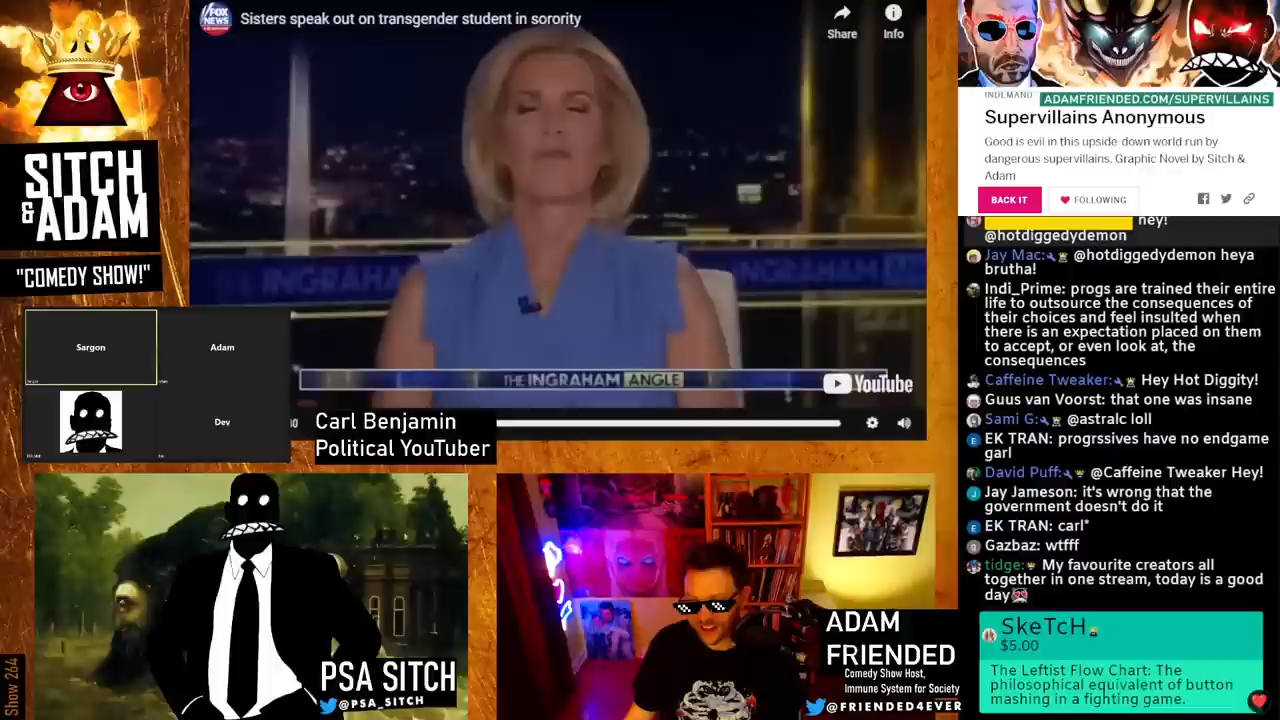 FOX
NEWS
Sisters speak out on transgender student in sorority
Share
Info
SITCH
& ADAM
"COMEDY SHOW!"
THE INGRAHAM
INGRAHAM
THE INGRAHAM ANGLE
YouTube
Sargon
Adam
Dev
Carl Benjamin
Political YouTuber
PSA SITCH
@PSA_SITCH
ADAM
FRIENDED
Comedy Show Host,
Immune System for Society
@FRIENDED4EVER
Show 264
INDEMAND
ADAMFRIENDED.COM/SUPERVILLAINS
Supervillains Anonymous
Good is evil in this upside-down world run by
dangerous supervillains. Graphic Novel by Sitch &
Adam
BACK IT
FOLLOWING
hey!
@hotdiggedydemon
Jay Mac: @hotdiggedydemon heya
brutha!
Indi_Prime: progs are trained their entire
life to outsource the consequences of
their choices and feel insulted when
there is an expectation placed on them
to accept, or even look at, the
consequences
Caffeine Tweaker: Hey Hot Diggity!
Guus van Voorst: that one was insane
Sami G: @astralc loll
EK TRAN: progrssives have no endgame
garl
David Puff: @Caffeine Tweaker Hey!
Jay Jameson: it's wrong that the
government doesn't do it
EK TRAN: carl*
Gazbaz: wtfff
tidge: My favourite creators all
together in one stream, today is a good
day
SkeTcH
$5.00
The Leftist Flow Chart: The
philosophical equivalent of button
mashing in a fighting game.